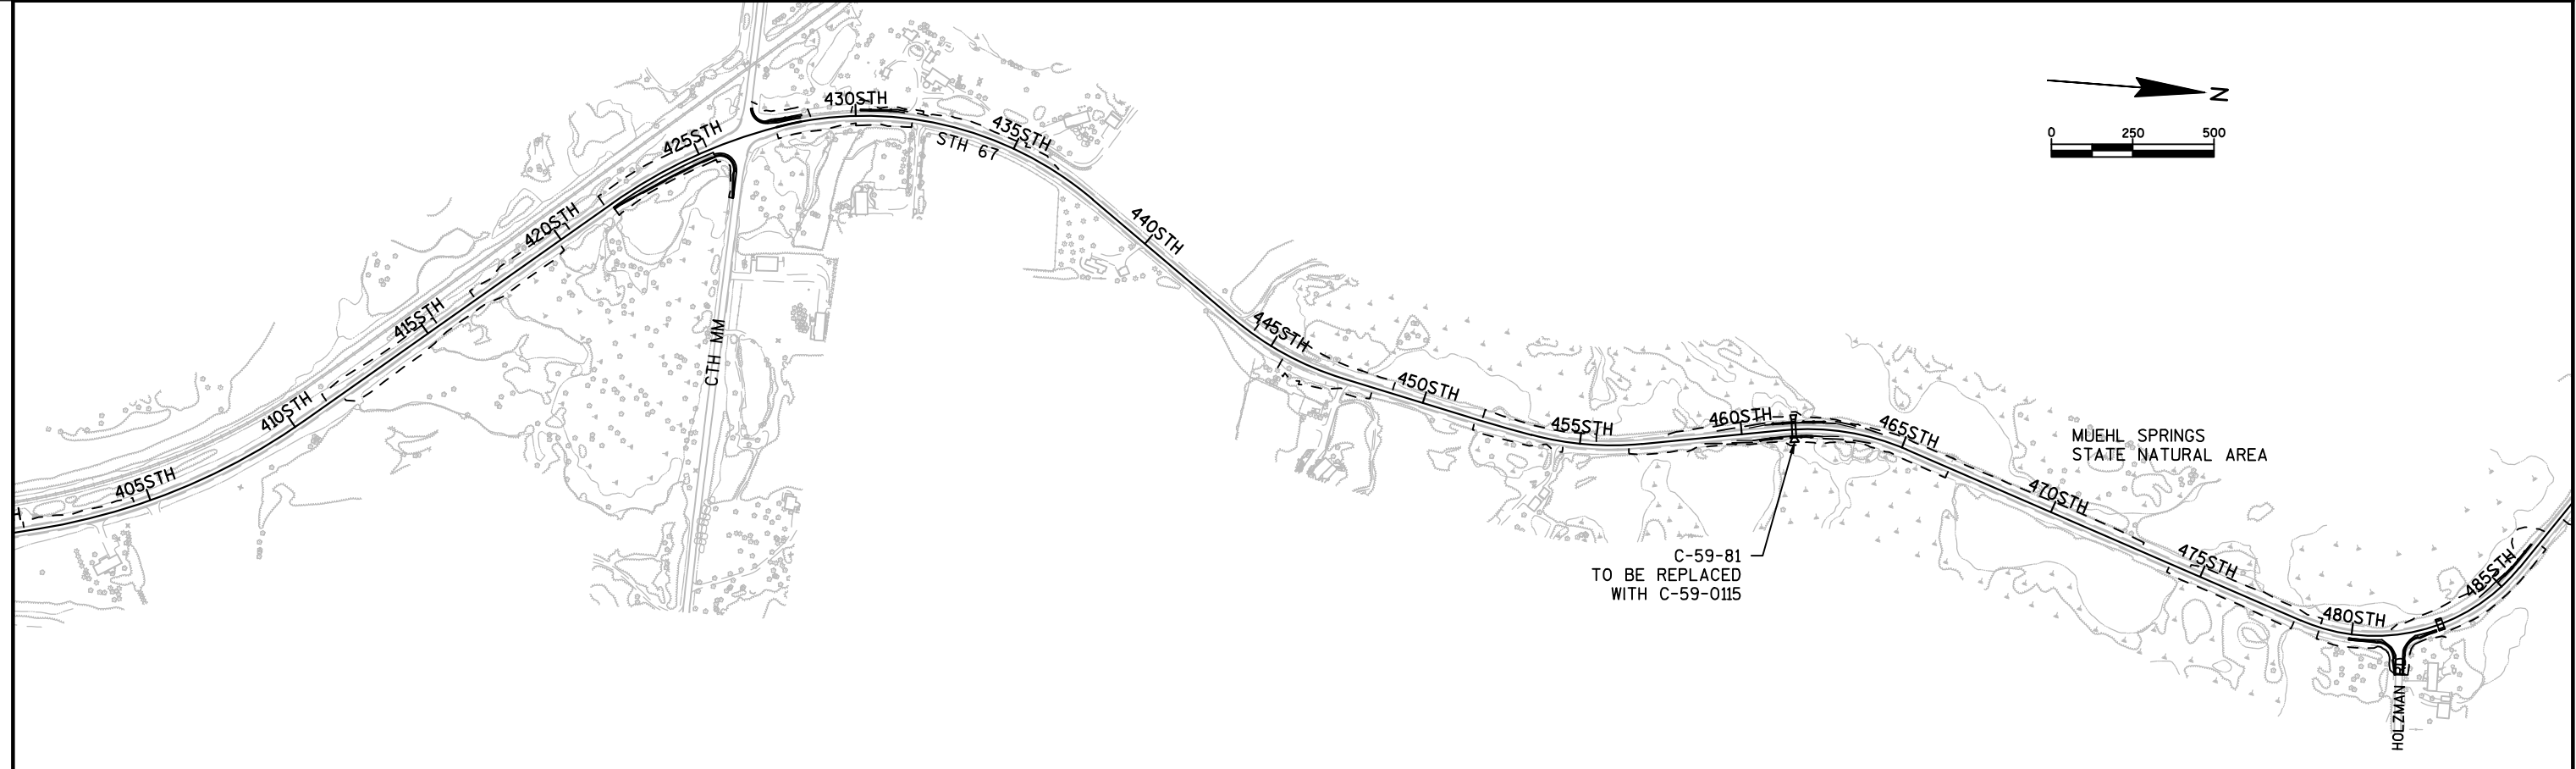 430STH
425STH
435STH
STH 67
N
0 250 500
420STH
440STH
415STH
445STH
CTH MM
410STH
450STH
455STH
460STH
465STH
MUEHL SPRINGS
STATE NATURAL AREA
405STH
470STH
H
C-59-81
TO BE REPLACED
WITH C-59-0115
475STH
485STH
480STH
HOLZMAN RD